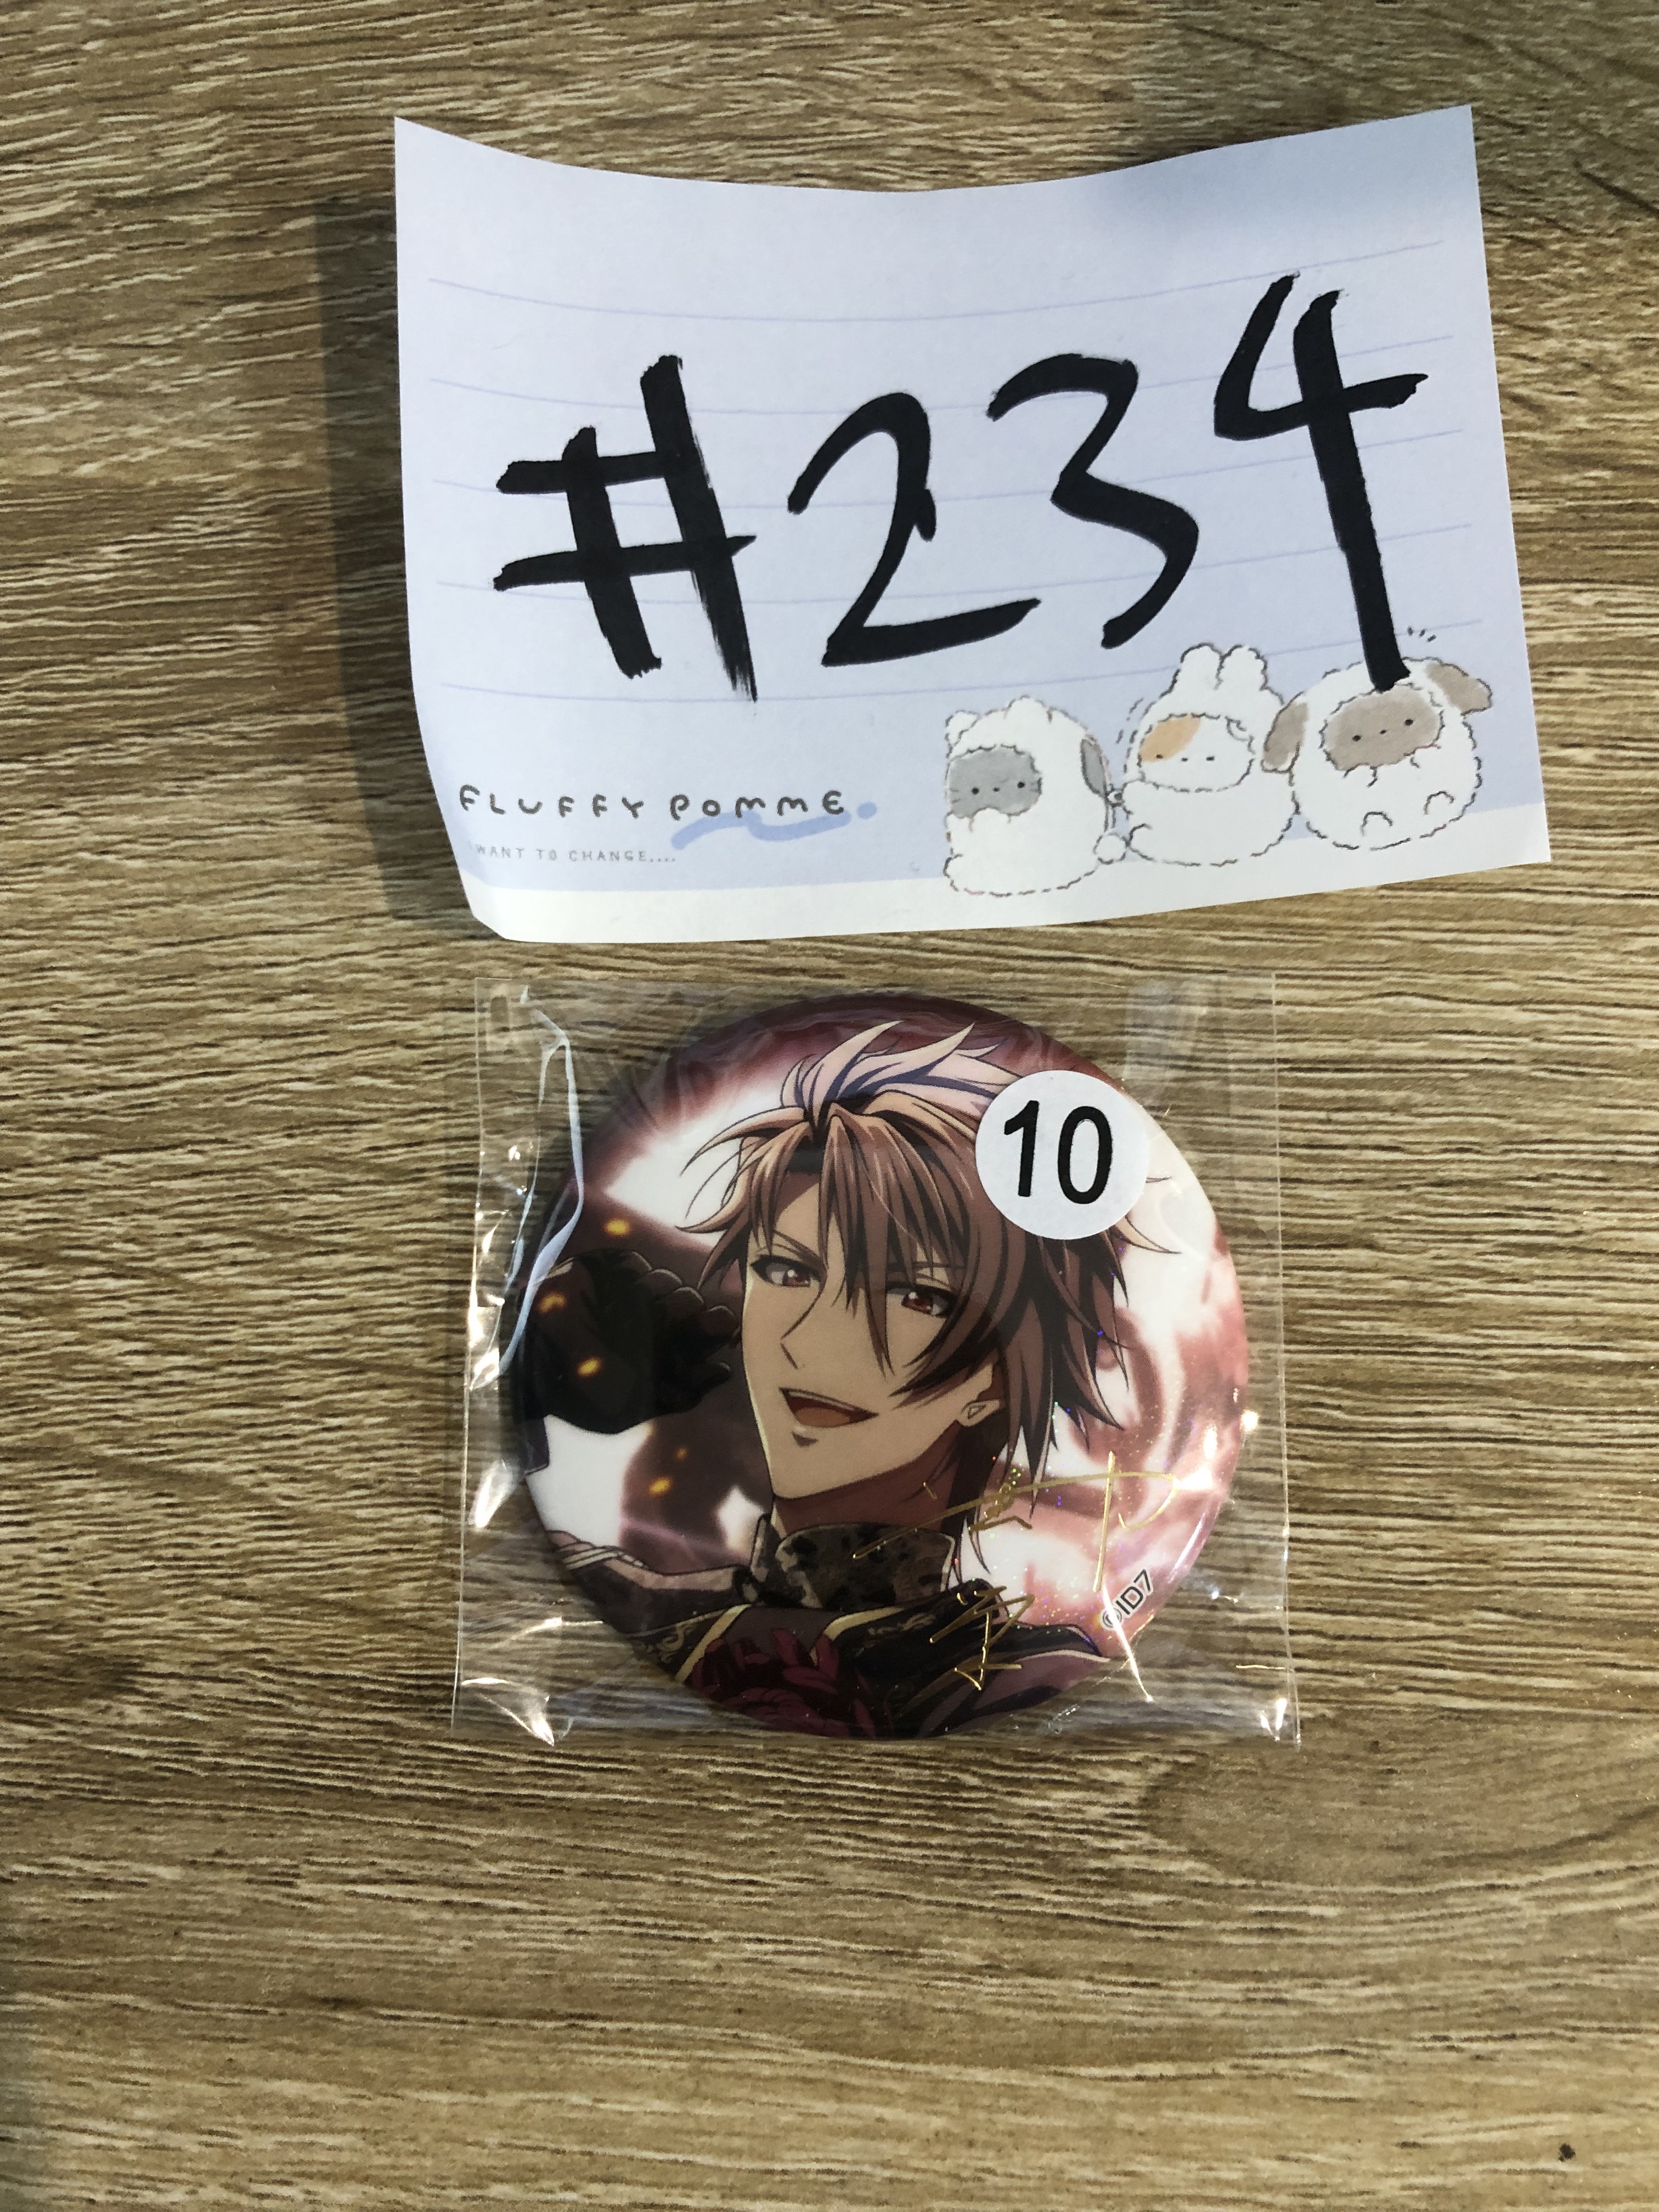 #234
FLUFFY POMME
WANT TO CHANGE....
10
©ID7